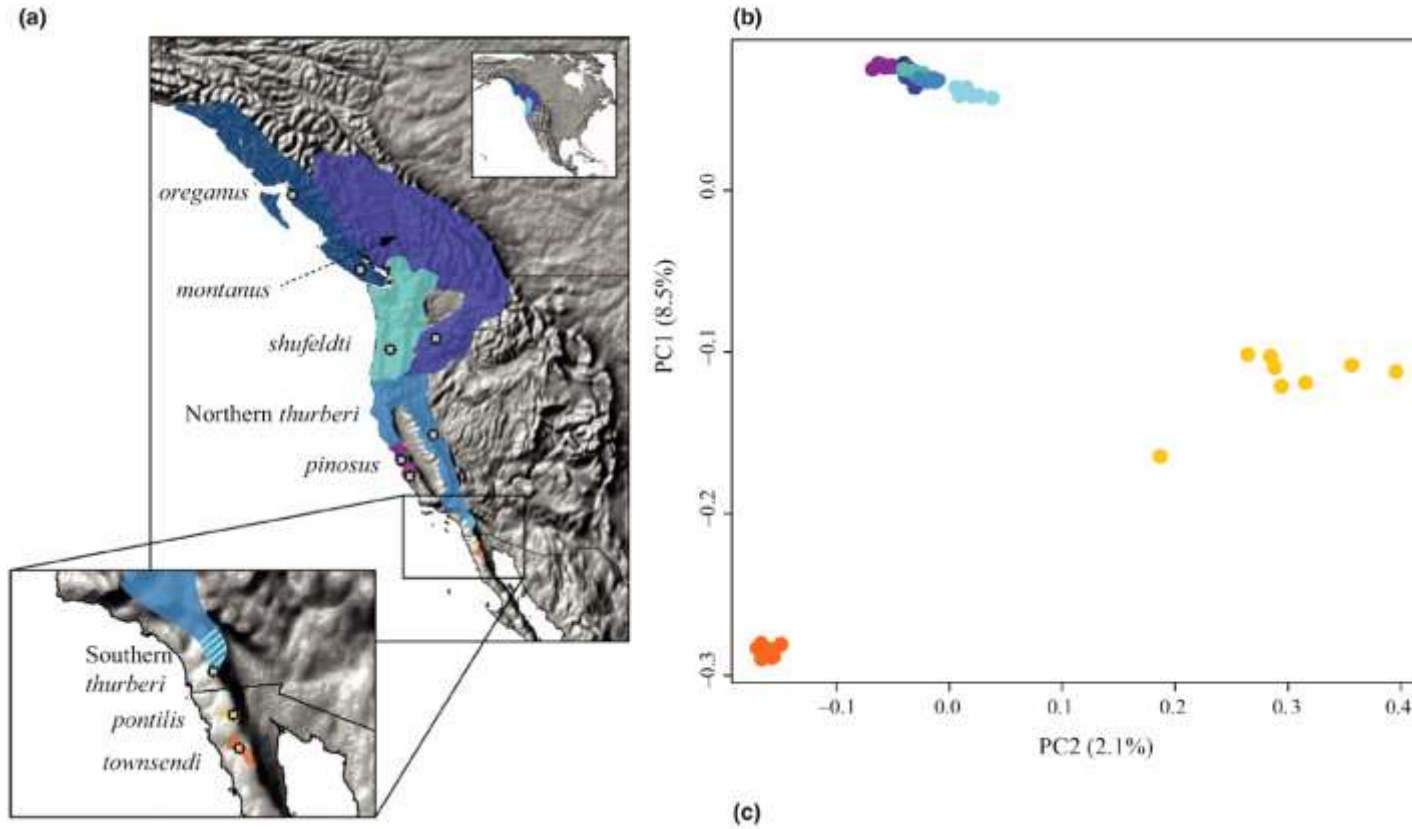 (a)
oreganus
montanus
shufeldti
Northern thurberi
pinosus
Southern
thurberi
pontilis
townsendi
(b)
PC1 (8.5%)
0.0
−0.1
−0.2
−0.3
−0.1
0.0
0.1
0.2
0.3
0.4
PC2 (2.1%)
(c)